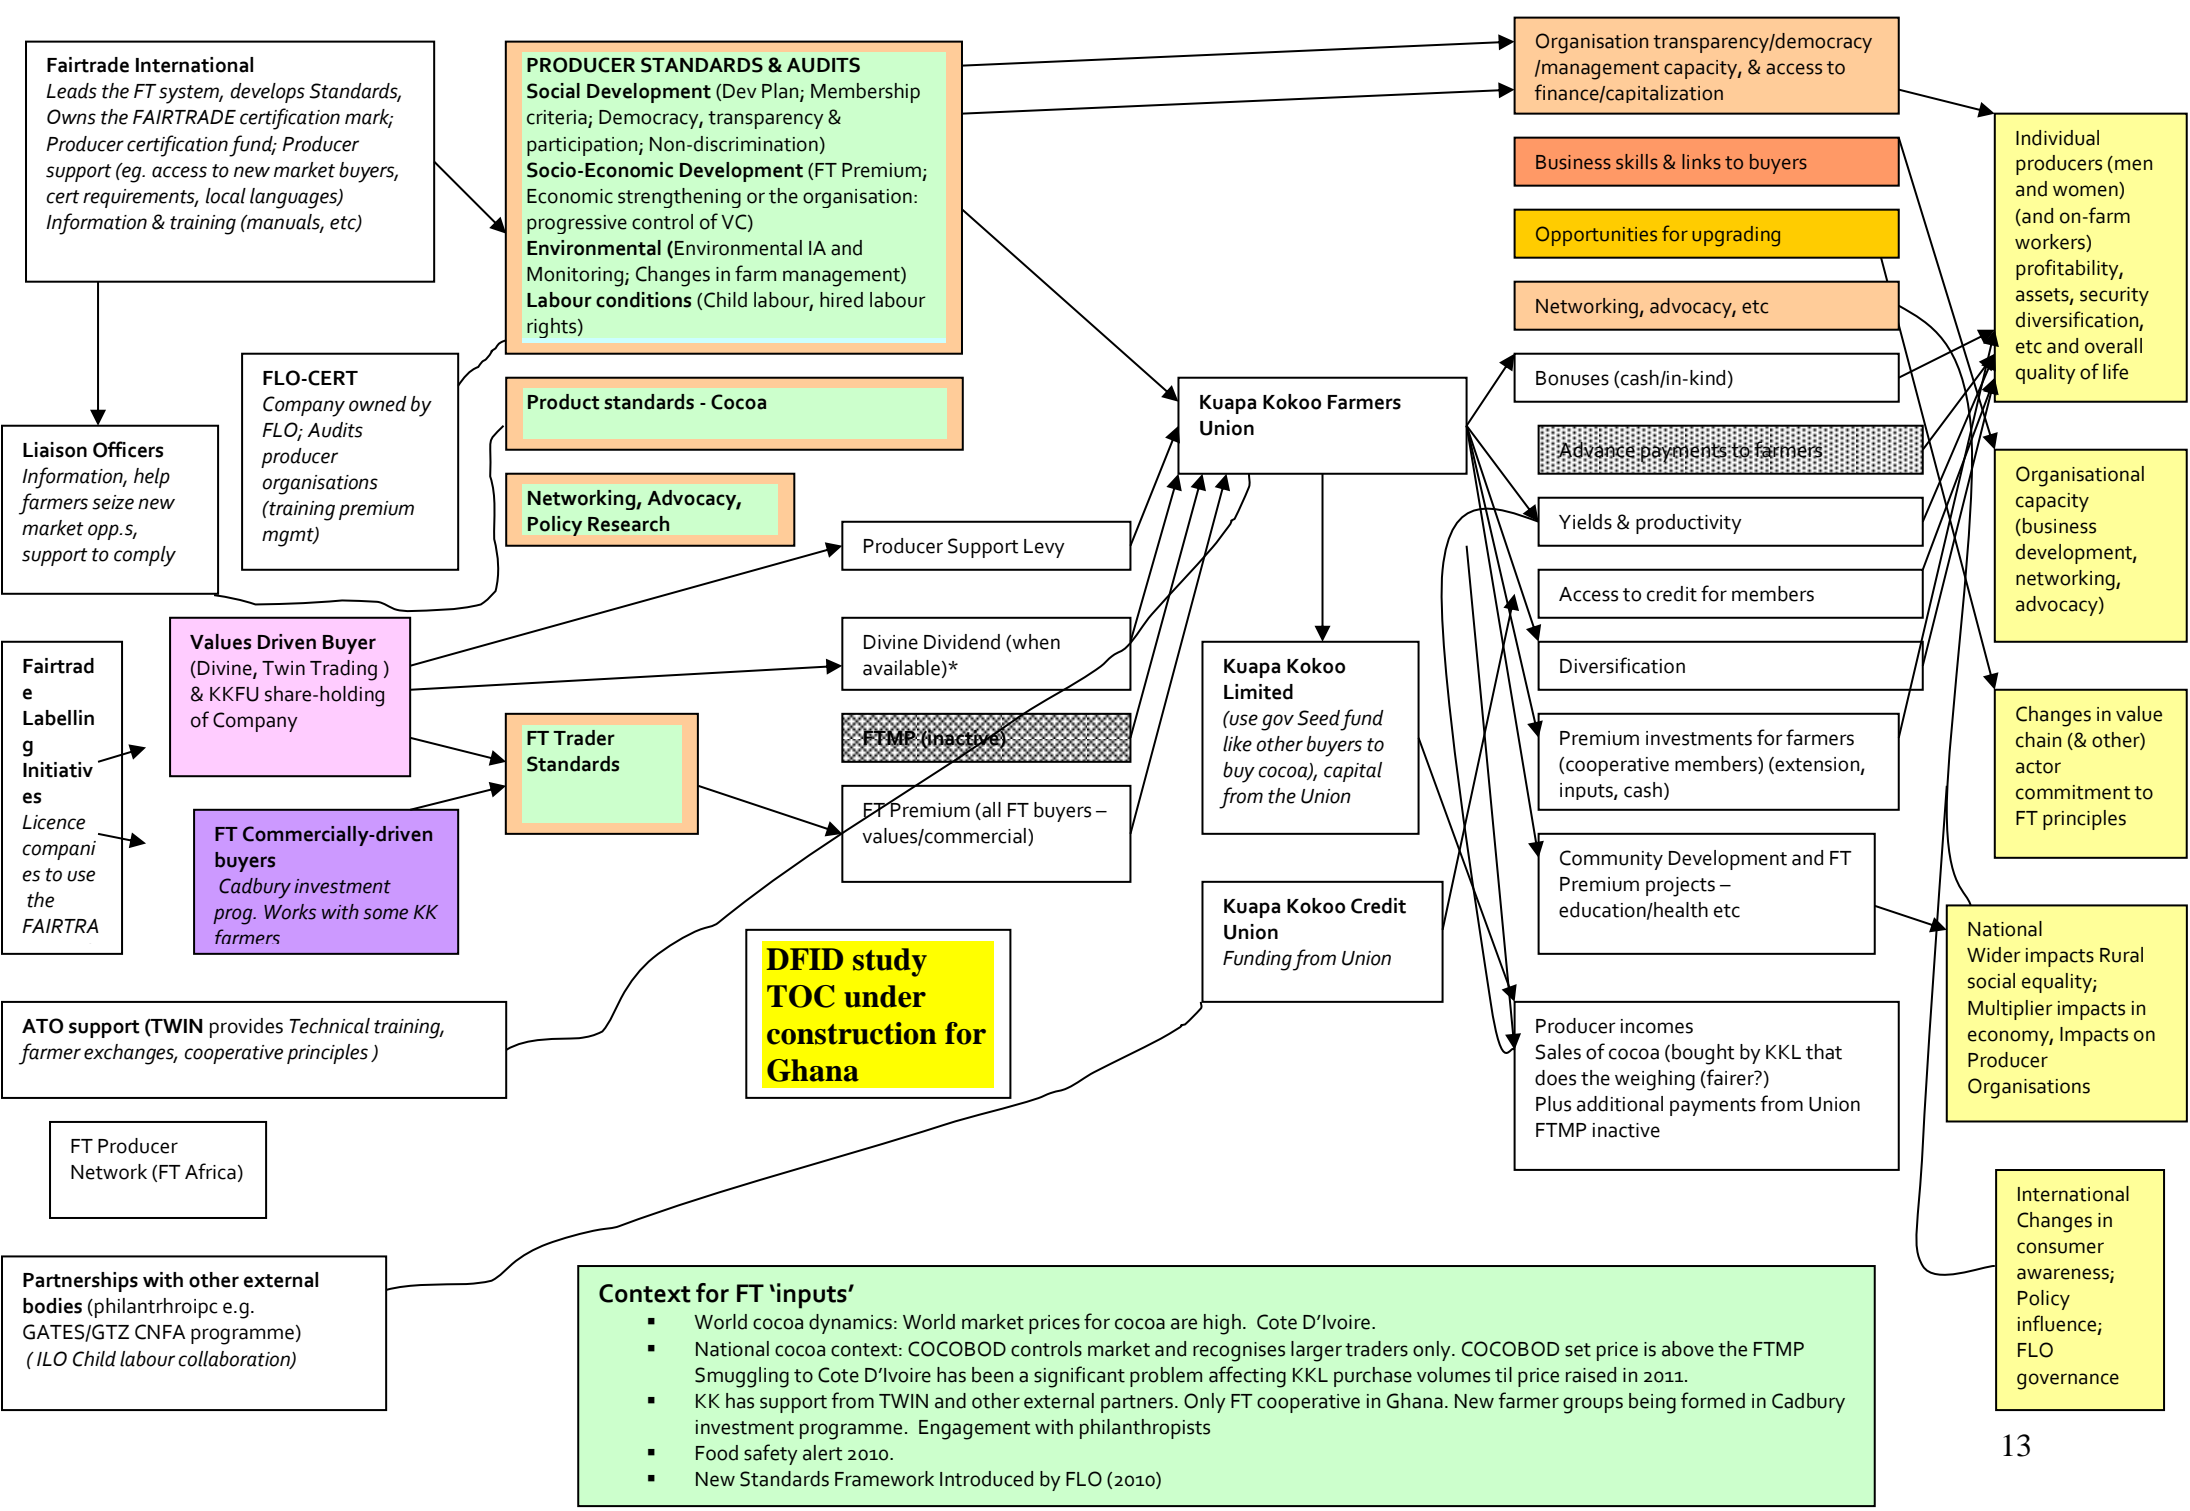 Fairtrade International
Leads the FT system, develops Standards,
Owns the FAIRTRADE certification mark;
Producer certification fund; Producer
support (eg. access to new market buyers,
cert requirements, local languages)
Information & training (manuals, etc)
PRODUCER STANDARDS & AUDITS
Social Development (Dev Plan; Membership
criteria; Democracy, transparency &
participation; Non-discrimination)
Socio-Economic Development (FT Premium;
Economic strengthening or the organisation:
progressive control of VC)
Environmental (Environmental IA and
Monitoring; Changes in farm management)
Labour conditions (Child labour, hired labour
rights)
Organisation transparency/democracy
/management capacity, & access to
finance/capitalization
Business skills & links to buyers
Opportunities for upgrading
Networking, advocacy, etc
Individual
producers (men
and women)
(and on-farm
workers)
profitability,
assets, security
diversification,
etc and overall
quality of life
FLO-CERT
Company owned by
FLO; Audits
producer
organisations
(training premium
mgmt)
Liaison Officers
Information, help
farmers seize new
market opp.s,
support to comply
Product standards - Cocoa
Networking, Advocacy,
Policy Research
Kuapa Kokoo Farmers
Union
Bonuses (cash/in-kind)
Advance payments to farmers
Yields & productivity
Access to credit for members
Diversification
Premium investments for farmers
(cooperative members) (extension,
inputs, cash)
Community Development and FT
Premium projects –
education/health etc
Producer incomes
Sales of cocoa (bought by KKL that
does the weighing (fairer?)
Plus additional payments from Union
FTMP inactive
Organisational
capacity
(business
development,
networking,
advocacy)
Changes in value
chain (& other)
actor
commitment to
FT principles
National
Wider impacts Rural
social equality;
Multiplier impacts in
economy, Impacts on
Producer
Organisations
International
Changes in
consumer
awareness;
Policy
influence;
FLO
governance
Producer Support Levy
Divine Dividend (when
available)*
FTMP (inactive)
FT Premium (all FT buyers –
values/commercial)
Kuapa Kokoo
Limited
(use gov Seed fund
like other buyers to
buy cocoa), capital
from the Union
Kuapa Kokoo Credit
Union
Funding from Union
Fairtrad
e
Labellin
g
Initiativ
es
Licence
compani
es to use
the
FAIRTRA
Values Driven Buyer
(Divine, Twin Trading )
& KKFU share-holding
of Company
FT Commercially-driven
buyers
Cadbury investment
prog. Works with some KK
farmers
FT Trader
Standards
DFID study
TOC under
construction for
Ghana
ATO support (TWIN provides Technical training,
farmer exchanges, cooperative principles )
FT Producer
Network (FT Africa)
Partnerships with other external
bodies (philantrhroipc e.g.
GATES/GTZ CNFA programme)
( ILO Child labour collaboration)
Context for FT ‘inputs’
▪ World cocoa dynamics: World market prices for cocoa are high. Cote D’Ivoire.
▪ National cocoa context: COCOBOD controls market and recognises larger traders only. COCOBOD set price is above the FTMP
Smuggling to Cote D’Ivoire has been a significant problem affecting KKL purchase volumes til price raised in 2011.
▪ KK has support from TWIN and other external partners. Only FT cooperative in Ghana. New farmer groups being formed in Cadbury
investment programme. Engagement with philanthropists
▪ Food safety alert 2010.
▪ New Standards Framework Introduced by FLO (2010)
13